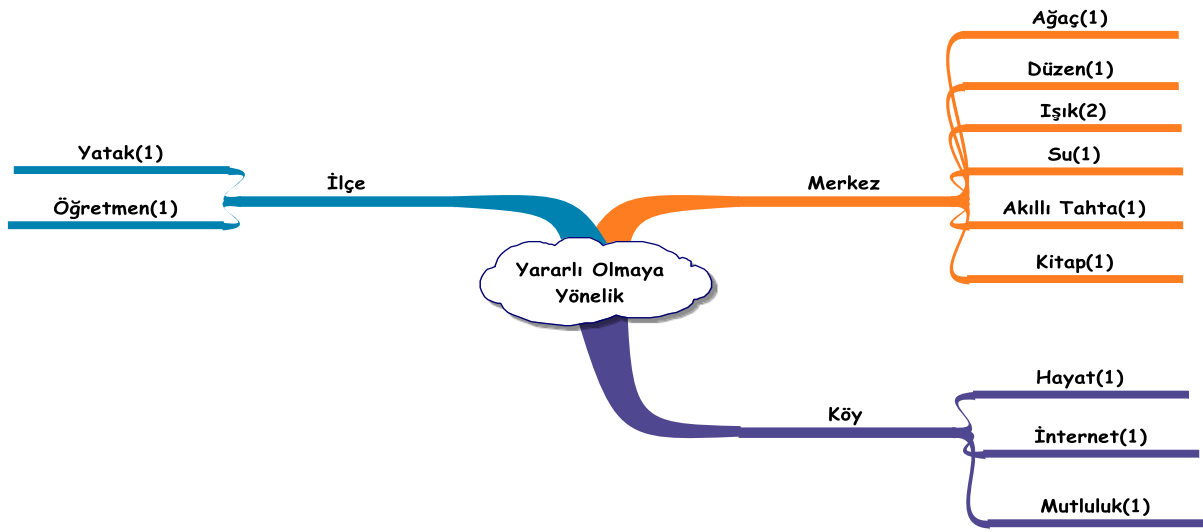 Yararlı Olmaya
Yönelik
İlçe
Yatak(1)
Öğretmen(1)
Merkez
Ağaç(1)
Düzen(1)
Işık(2)
Su(1)
Akıllı Tahta(1)
Kitap(1)
Köy
Hayat(1)
İnternet(1)
Mutluluk(1)